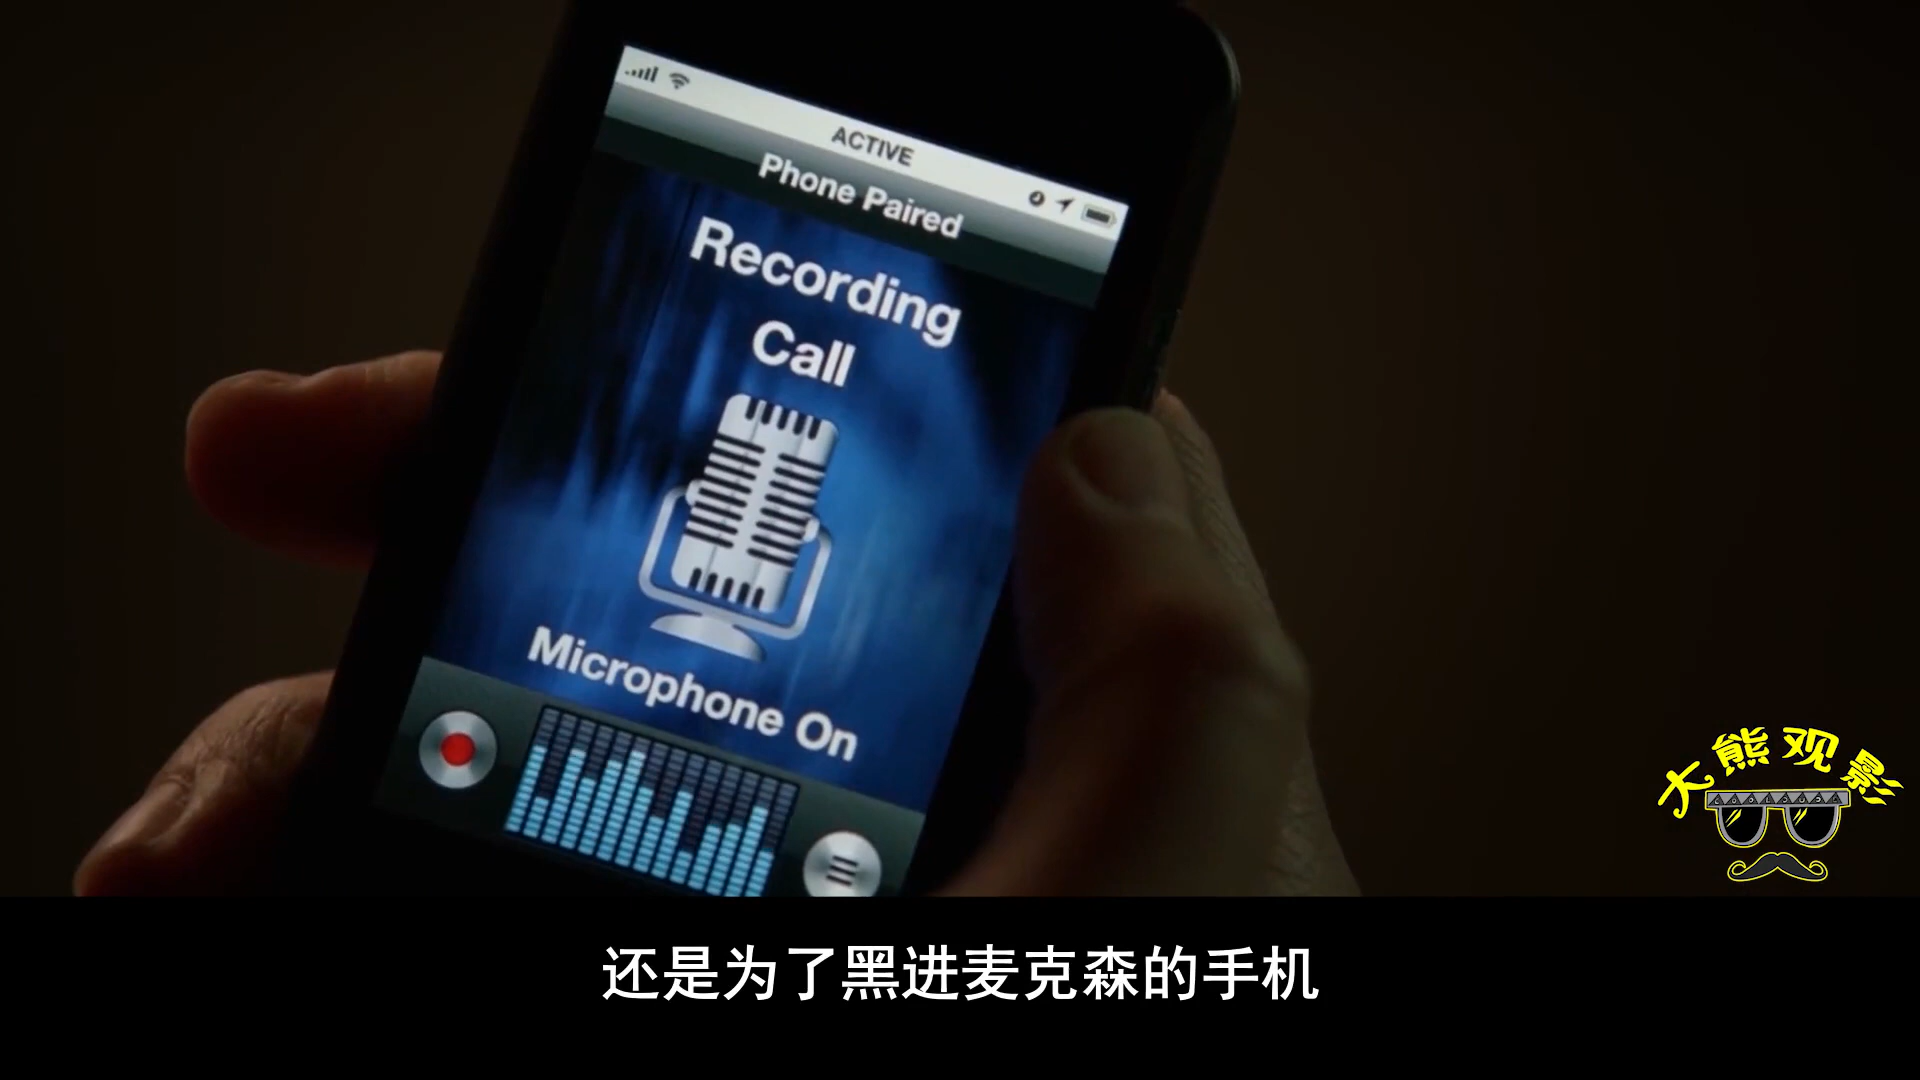 ACTIVE
Phone Paired
Recording
Call
Microphone On
大熊观影
还是为了黑进麦克森的手机